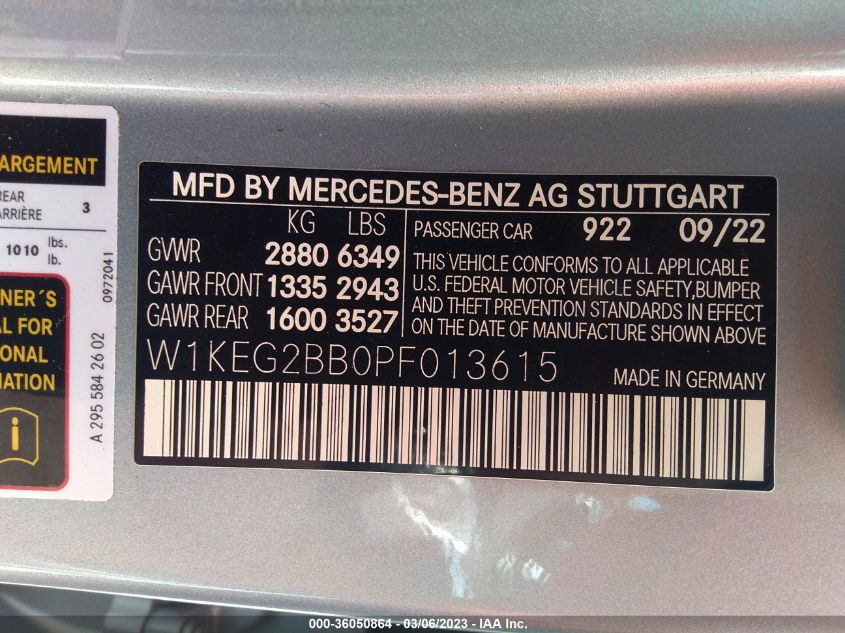 ARGEMENT
REAR
ARRIÈRE 3
1010 lbs.
lb.
0972041
NER´S
L FOR
ONAL
MATION
i
A 295 584 26 02
MFD BY MERCEDES-BENZ AG STUTTGART
KG LBS
GVWR 2880 6349
GAWR FRONT 1335 2943
GAWR REAR 1600 3527
PASSENGER CAR 922 09/22
THIS VEHICLE CONFORMS TO ALL APPLICABLE
U.S. FEDERAL MOTOR VEHICLE SAFETY,BUMPER
AND THEFT PREVENTION STANDARDS IN EFFECT
ON THE DATE OF MANUFACTURE SHOWN ABOVE
W1KEG2BB0PF013615
MADE IN GERMANY
000-36050864 - 03/06/2023 - IAA Inc.